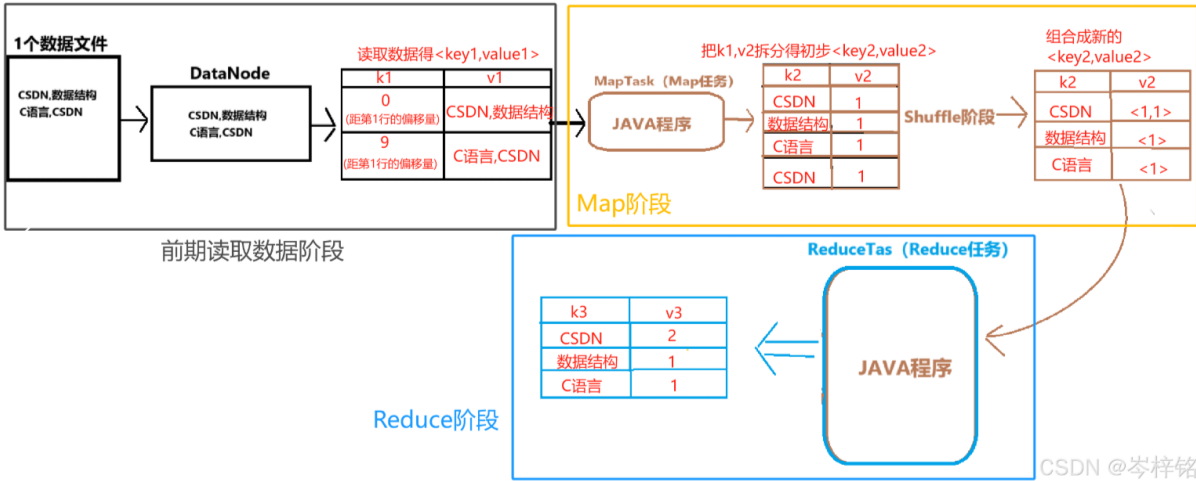 1个数据文件
CSDN,数据结构
C语言,CSDN
DataNode
CSDN,数据结构
C语言,CSDN
读取数据得<key1,value1>
k1 v1
0 CSDN,数据结构
(距第1行的偏移量)
9 C语言,CSDN
(距第1行的偏移量)
前期读取数据阶段
把k1,v2拆分得初步<key2,value2>
MapTask（Map任务）
JAVA程序
k2 v2
CSDN 1
数据结构 1
C语言 1
CSDN 1
Shuffle阶段
组合成新的
<key2,value2>
k2 v2
CSDN <1,1>
数据结构 <1>
C语言 <1>
Map阶段
ReduceTas（Reduce任务）
JAVA程序
k3 v3
CSDN 2
数据结构 1
C语言 1
Reduce阶段
CSDN @岑梓铭